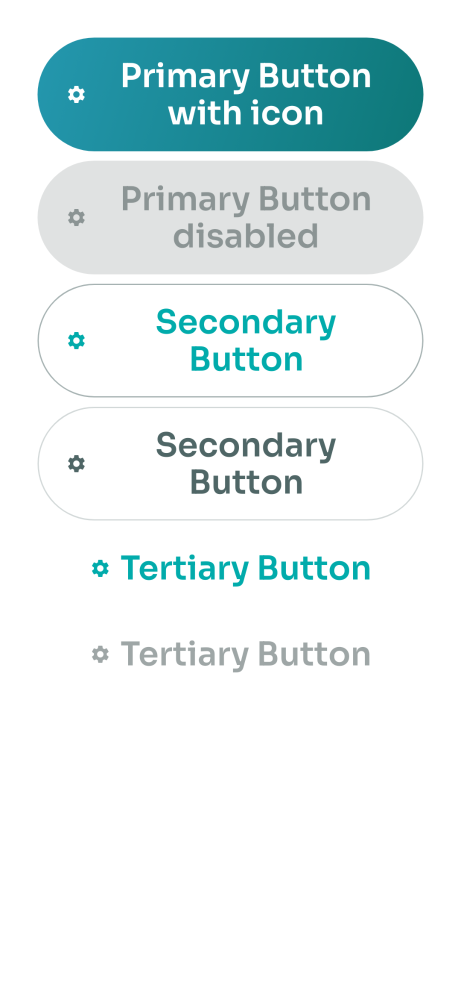 Primary Button
with icon
Primary Button
disabled
Secondary
Button
Secondary
Button
Tertiary Button
Tertiary Button